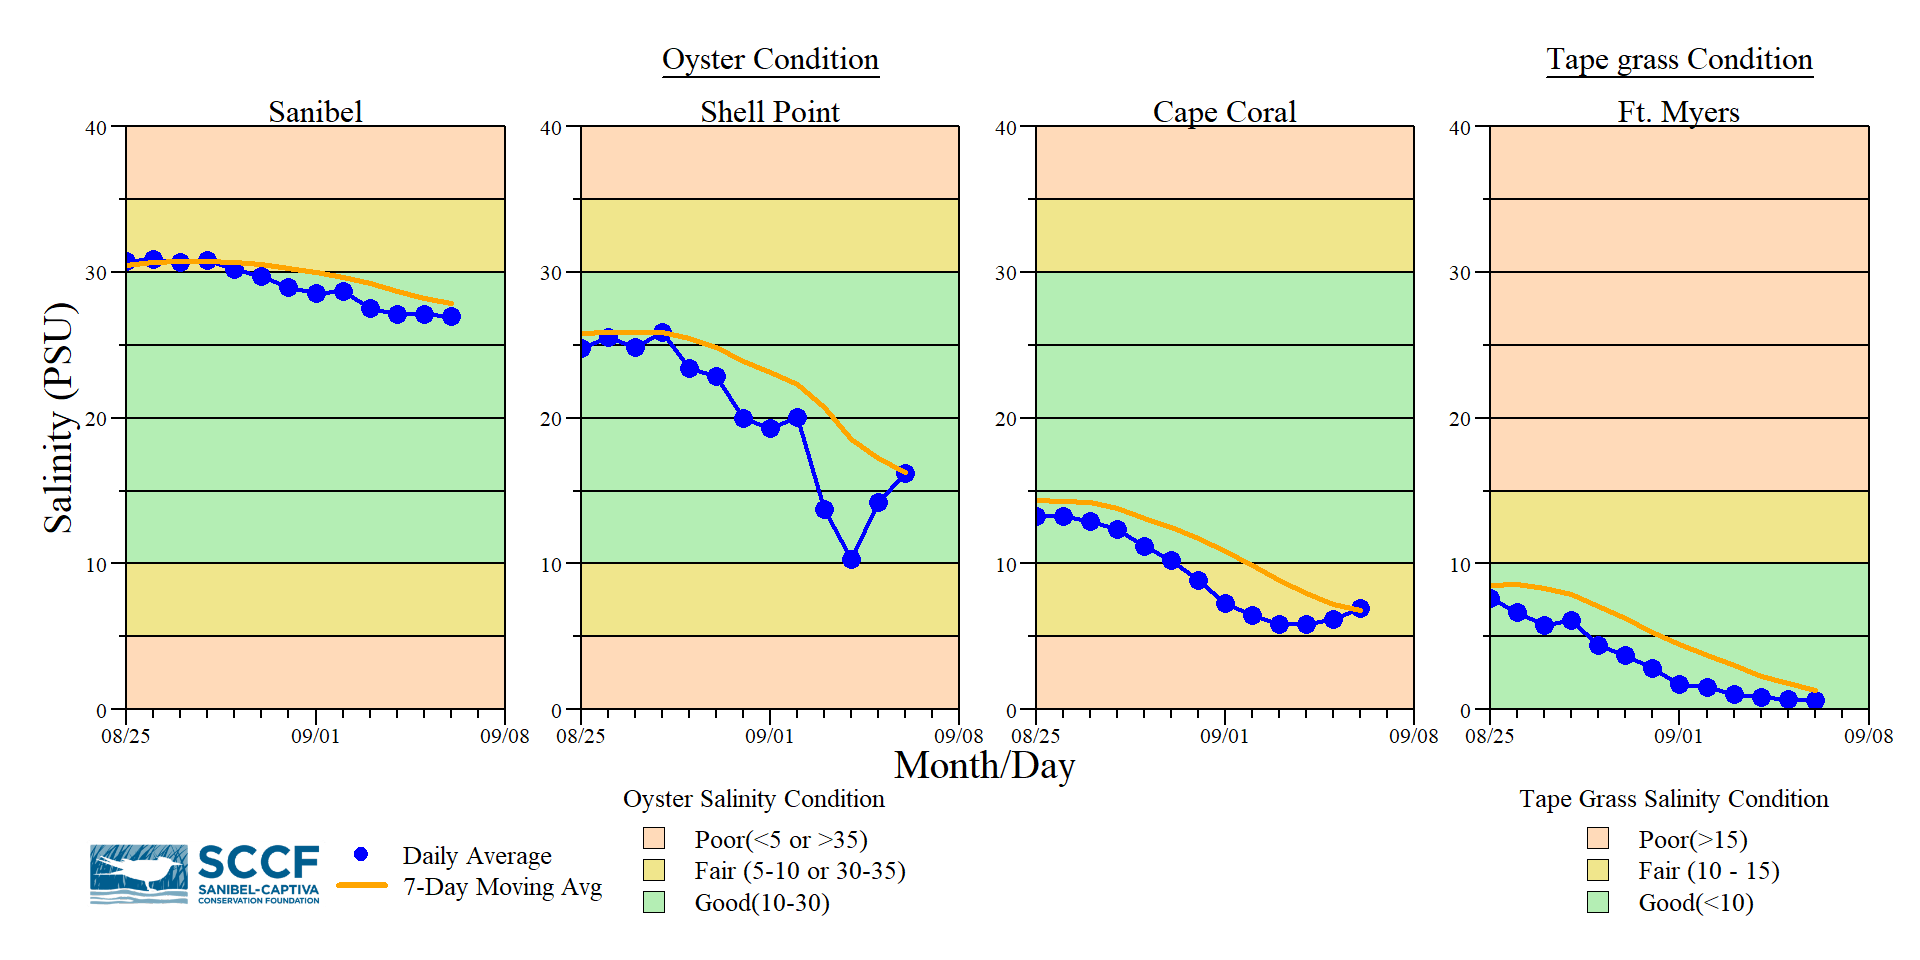 Oyster Condition
Tape grass Condition
Sanibel
Shell Point
Cape Coral
Ft. Myers
Salinity (PSU)
40
30
20
10
0
08/25
09/01
09/08
40
30
20
10
0
08/25
09/01
09/08
40
30
20
10
0
08/25
09/01
09/08
40
30
20
10
0
08/25
09/01
09/08
Month/Day
SCCF
SANIBEL-CAPTIVA
CONSERVATION FOUNDATION
Daily Average
7-Day Moving Avg
Oyster Salinity Condition
Poor(<5 or >35)
Fair (5-10 or 30-35)
Good(10-30)
Tape Grass Salinity Condition
Poor(>15)
Fair (10 - 15)
Good(<10)